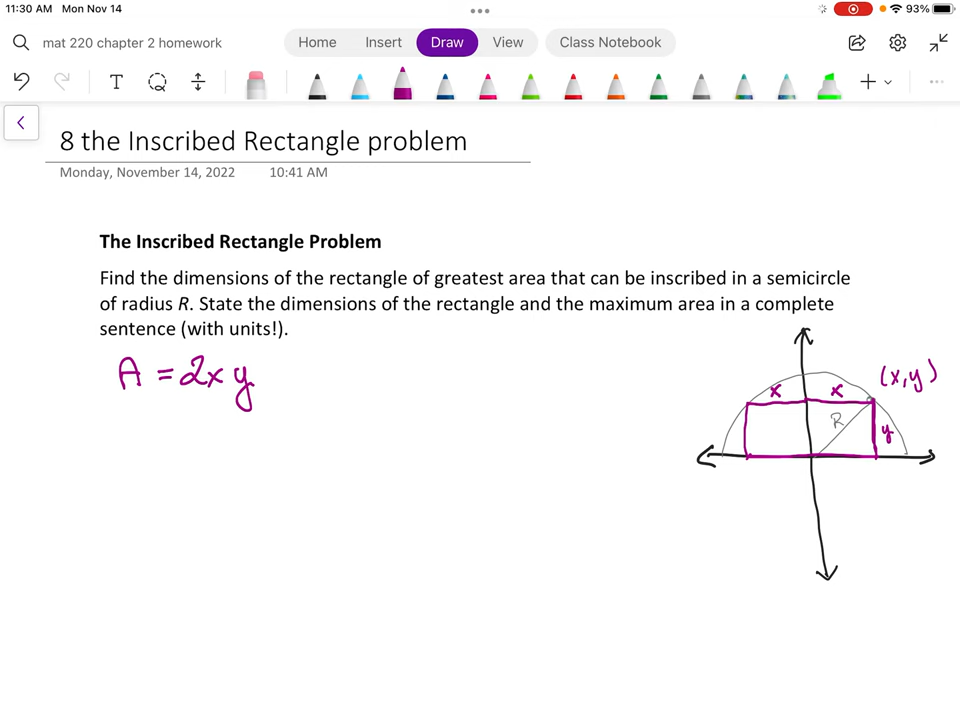 11:30 AM Mon Nov 14
93%
mat 220 chapter 2 homework
Home Insert Draw View Class Notebook
T
8 the Inscribed Rectangle problem
Monday, November 14, 2022 10:41 AM
The Inscribed Rectangle Problem
Find the dimensions of the rectangle of greatest area that can be inscribed in a semicircle
of radius R. State the dimensions of the rectangle and the maximum area in a complete
sentence (with units!).
A = 2xy
(x,y)
x x
R
y